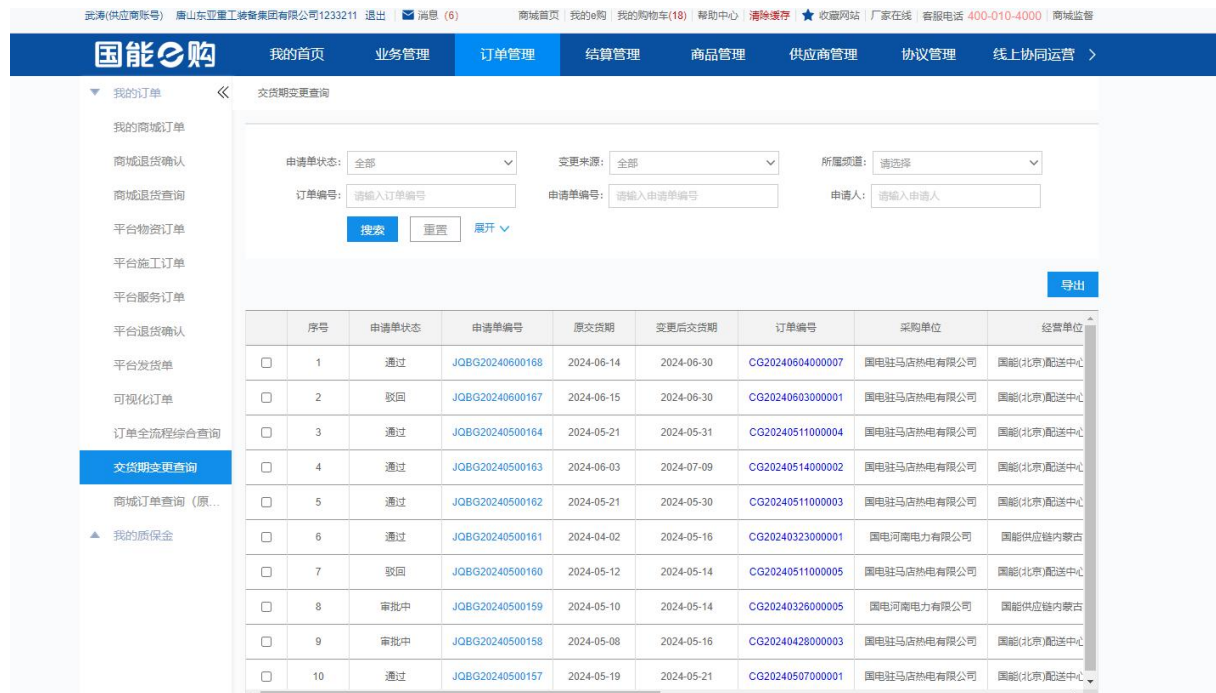 武涛(供应商账号) 唐山东亚重工装备集团有限公司1233211 退出 消息 (6) 商城首页 我的e购 我的购物车(18) 帮助中心 清除缓存 收藏网站 厂家在线 客服电话 400-010-4000 商城监督
国能e购 我的首页 业务管理 订单管理 结算管理 商品管理 供应商管理 协议管理 线上协同运营 >
我的订单 《 交货期变更查询
我的商城订单
商城退货确认
商城退货查询
平台物资订单
平台施工订单
平台服务订单
平台退货确认
平台发货单
可视化订单
订单全流程综合查询
交货期变更查询
商城订单查询（原...
我的质保金
申请单状态: 全部 变更来源: 全部 所属频道: 请选择
订单编号: 请输入订单编号 申请单编号: 请输入申请单编号 申请人: 请输入申请人
搜索 重置 展开
导出
序号 申请单状态 申请单编号 原交货期 变更后交货期 订单编号 采购单位 经营单位
1 通过 JQBG20240600168 2024-06-14 2024-06-30 CG20240604000007 国电驻马店热电有限公司 国能(北京)配送中心
2 驳回 JQBG20240600167 2024-06-15 2024-06-30 CG20240603000001 国电驻马店热电有限公司 国能(北京)配送中心
3 通过 JQBG20240500164 2024-05-21 2024-05-31 CG20240511000004 国电驻马店热电有限公司 国能(北京)配送中心
4 通过 JQBG20240500163 2024-06-03 2024-07-09 CG20240514000002 国电驻马店热电有限公司 国能(北京)配送中心
5 通过 JQBG20240500162 2024-05-21 2024-05-30 CG20240511000003 国电驻马店热电有限公司 国能(北京)配送中心
6 通过 JQBG20240500161 2024-04-02 2024-05-16 CG20240323000001 国电河南电力有限公司 国能供应链内蒙古
7 驳回 JQBG20240500160 2024-05-12 2024-05-14 CG20240511000005 国电驻马店热电有限公司 国能(北京)配送中心
8 审批中 JQBG20240500159 2024-05-10 2024-05-14 CG20240326000005 国电河南电力有限公司 国能供应链内蒙古
9 审批中 JQBG20240500158 2024-05-08 2024-05-16 CG20240428000003 国电驻马店热电有限公司 国能(北京)配送中心
10 通过 JQBG20240500157 2024-05-19 2024-05-21 CG20240507000001 国电驻马店热电有限公司 国能(北京)配送中心